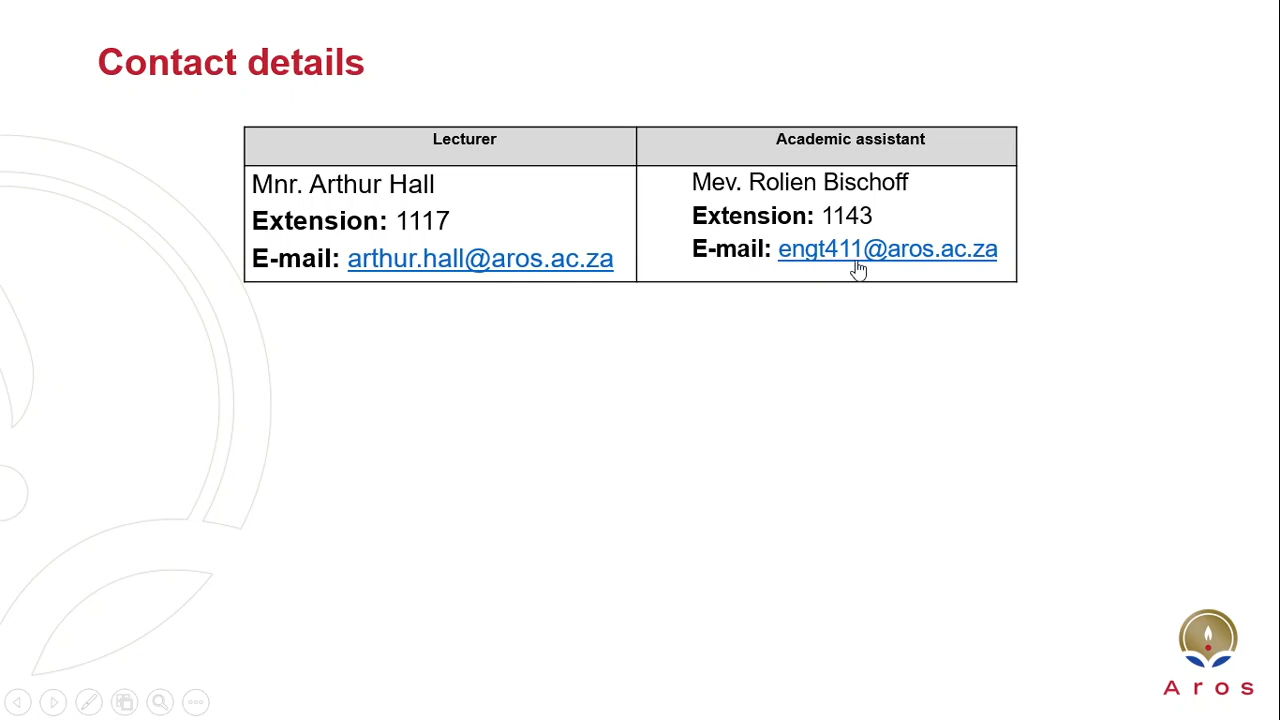 Contact details
Lecturer
Academic assistant
Mnr. Arthur Hall
Extension: 1117
E-mail: arthur.hall@aros.ac.za
Mev. Rolien Bischoff
Extension: 1143
E-mail: engt411@aros.ac.za
Aros